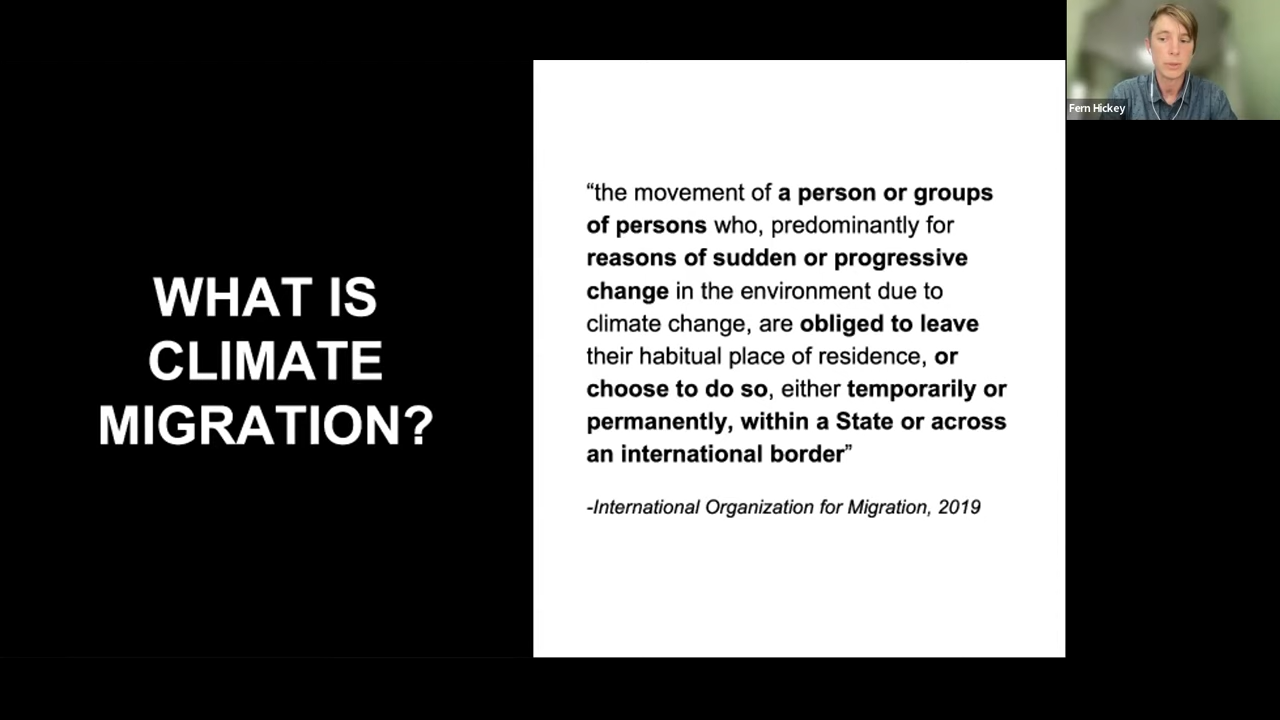 WHAT IS
CLIMATE
MIGRATION?
“the movement of a person or groups
of persons who, predominantly for
reasons of sudden or progressive
change in the environment due to
climate change, are obliged to leave
their habitual place of residence, or
choose to do so, either temporarily or
permanently, within a State or across
an international border”
-International Organization for Migration, 2019
Fern Hickey